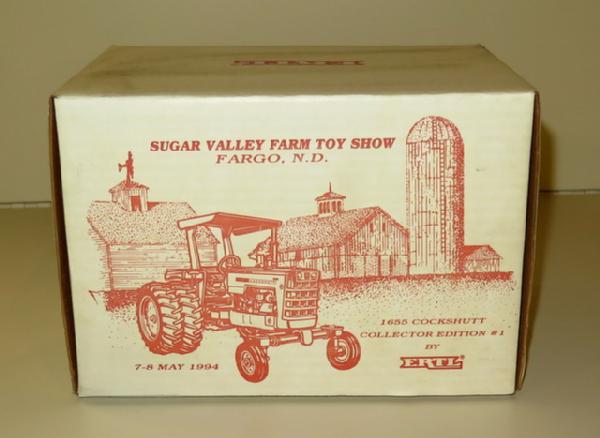 SUGAR VALLEY FARM TOY SHOW
FARGO, N.D.
1655 COCKSHUTT
COLLECTOR EDITION #1
BY
ERTL
7-8 MAY 1994